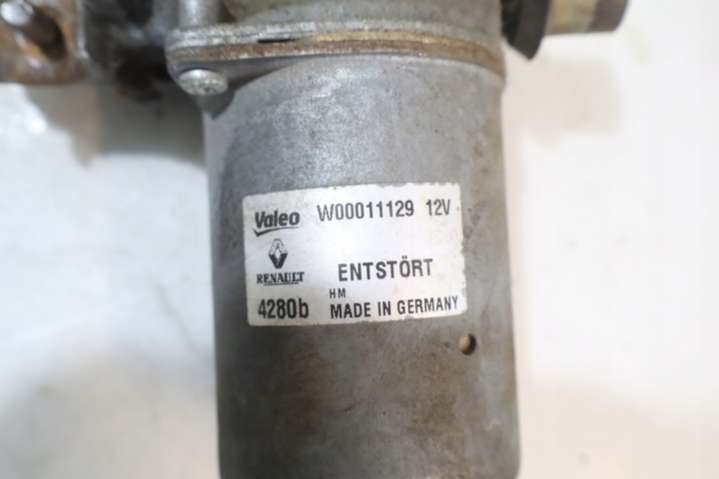 Valeo W00011129 12V
RENAULT ENTSTÖRT
HM
4280b MADE IN GERMANY